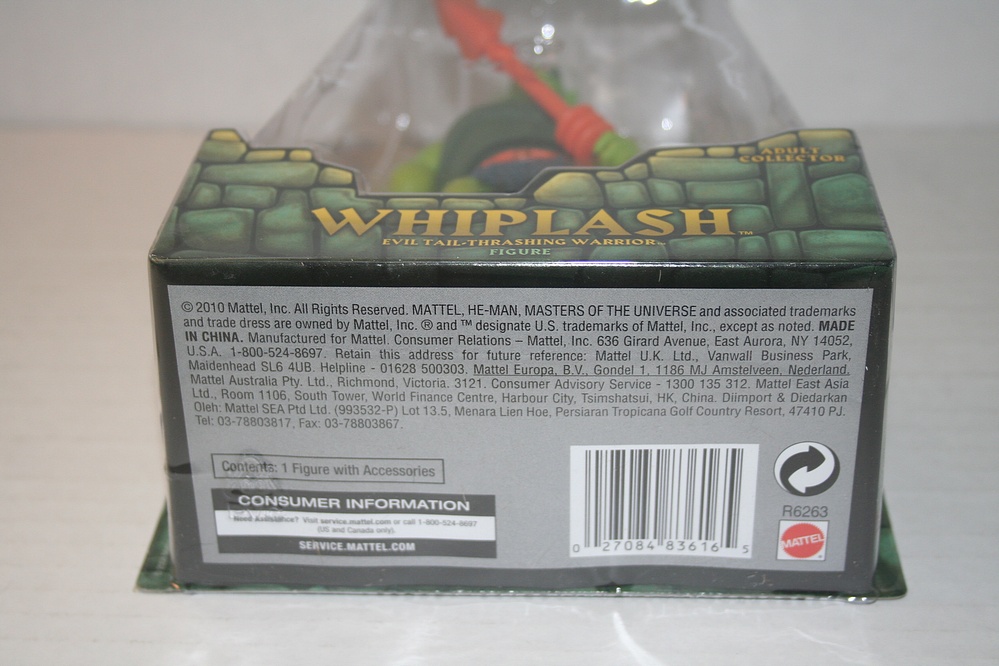 ADULT
COLLECTOR
WHIPLASH™
EVIL TAIL-THRASHING WARRIOR™
FIGURE
© 2010 Mattel, Inc. All Rights Reserved. MATTEL, HE-MAN, MASTERS OF THE UNIVERSE and associated trademarks
and trade dress are owned by Mattel, Inc. ® and ™ designate U.S. trademarks of Mattel, Inc., except as noted. MADE
IN CHINA. Manufactured for Mattel. Consumer Relations – Mattel, Inc. 636 Girard Avenue, East Aurora, NY 14052,
U.S.A. 1-800-524-8697. Retain this address for future reference: Mattel U.K. Ltd., Vanwall Business Park,
Maidenhead SL6 4UB. Helpline - 01628 500303. Mattel Europa, B.V., Gondel 1, 1186 MJ Amstelveen, Nederland.
Mattel Australia Pty. Ltd., Richmond, Victoria. 3121. Consumer Advisory Service - 1300 135 312. Mattel East Asia
Ltd., Room 1106, South Tower, World Finance Centre, Harbour City, Tsimshatsui, HK, China. Diimport & Diedarkan
Oleh: Mattel SEA Ptd Ltd. (993532-P) Lot 13.5, Menara Lien Hoe, Persiaran Tropicana Golf Country Resort, 47410 PJ.
Tel: 03-78803817, Fax: 03-78803867.
Contents: 1 Figure with Accessories
CONSUMER INFORMATION
Need Assistance? Visit service.mattel.com or call 1-800-524-8697
(US and Canada only).
SERVICE.MATTEL.COM
0 27084 83616 5
R6263
MATTEL